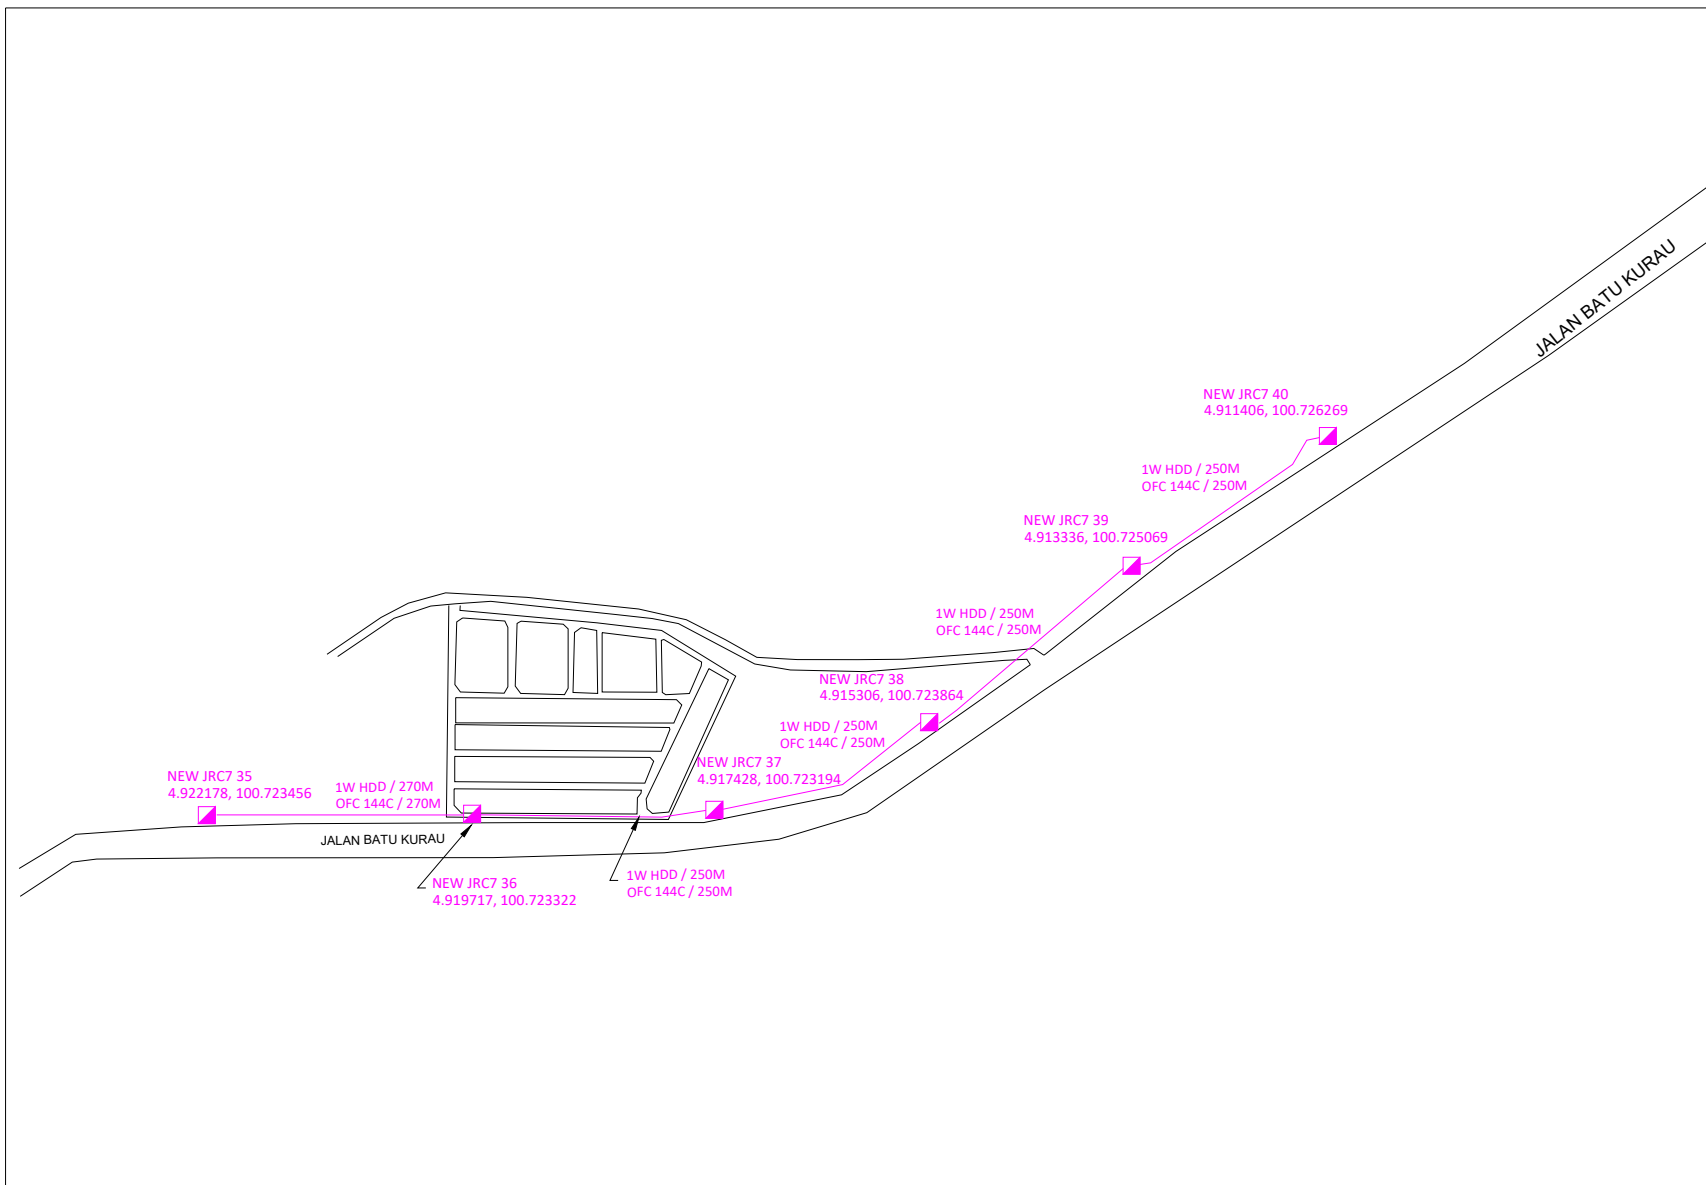 JALAN BATU KURAU
NEW JRC7 40
4.911406, 100.726269
1W HDD / 250M
OFC 144C / 250M
NEW JRC7 39
4.913336, 100.725069
1W HDD / 250M
OFC 144C / 250M
NEW JRC7 38
4.915306, 100.723864
1W HDD / 250M
OFC 144C / 250M
NEW JRC7 37
4.917428, 100.723194
NEW JRC7 35
4.922178, 100.723456
1W HDD / 270M
OFC 144C / 270M
JALAN BATU KURAU
NEW JRC7 36
4.919717, 100.723322
1W HDD / 250M
OFC 144C / 250M